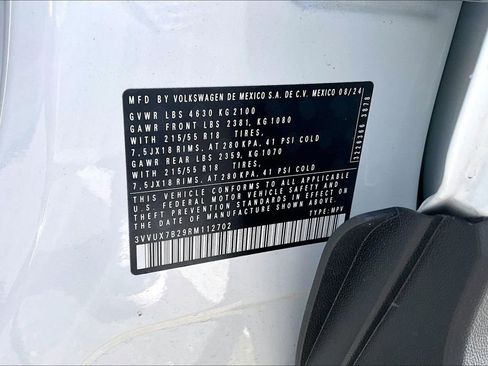 MFD BY VOLKSWAGEN DE MEXICO S.A. DE C.V. MEXICO 08/24
GVWR LBS 4630 KG 2100
GAWR FRONT LBS 2381, KG 1080
WITH 215/55 R18 TIRES.
7.5JX18 RIMS, AT 280 KPA, 41 PSI COLD
GAWR REAR LBS 2359, KG 1070
WITH 215/55 R18 TIRES.
7.5JX18 RIMS, AT 280 KPA, 41 PSI COLD
THIS VEHICLE CONFORMS TO ALL APPLICABLE
U.S. FEDERAL MOTOR VEHICLE SAFETY AND
THEFT PREVENTION STANDARDS IN EFFECT
ON THE DATE OF MANUFACTURE SHOWN ABOVE
3VVUX7B29RM112702 TYPE: MPV
3226366 3878